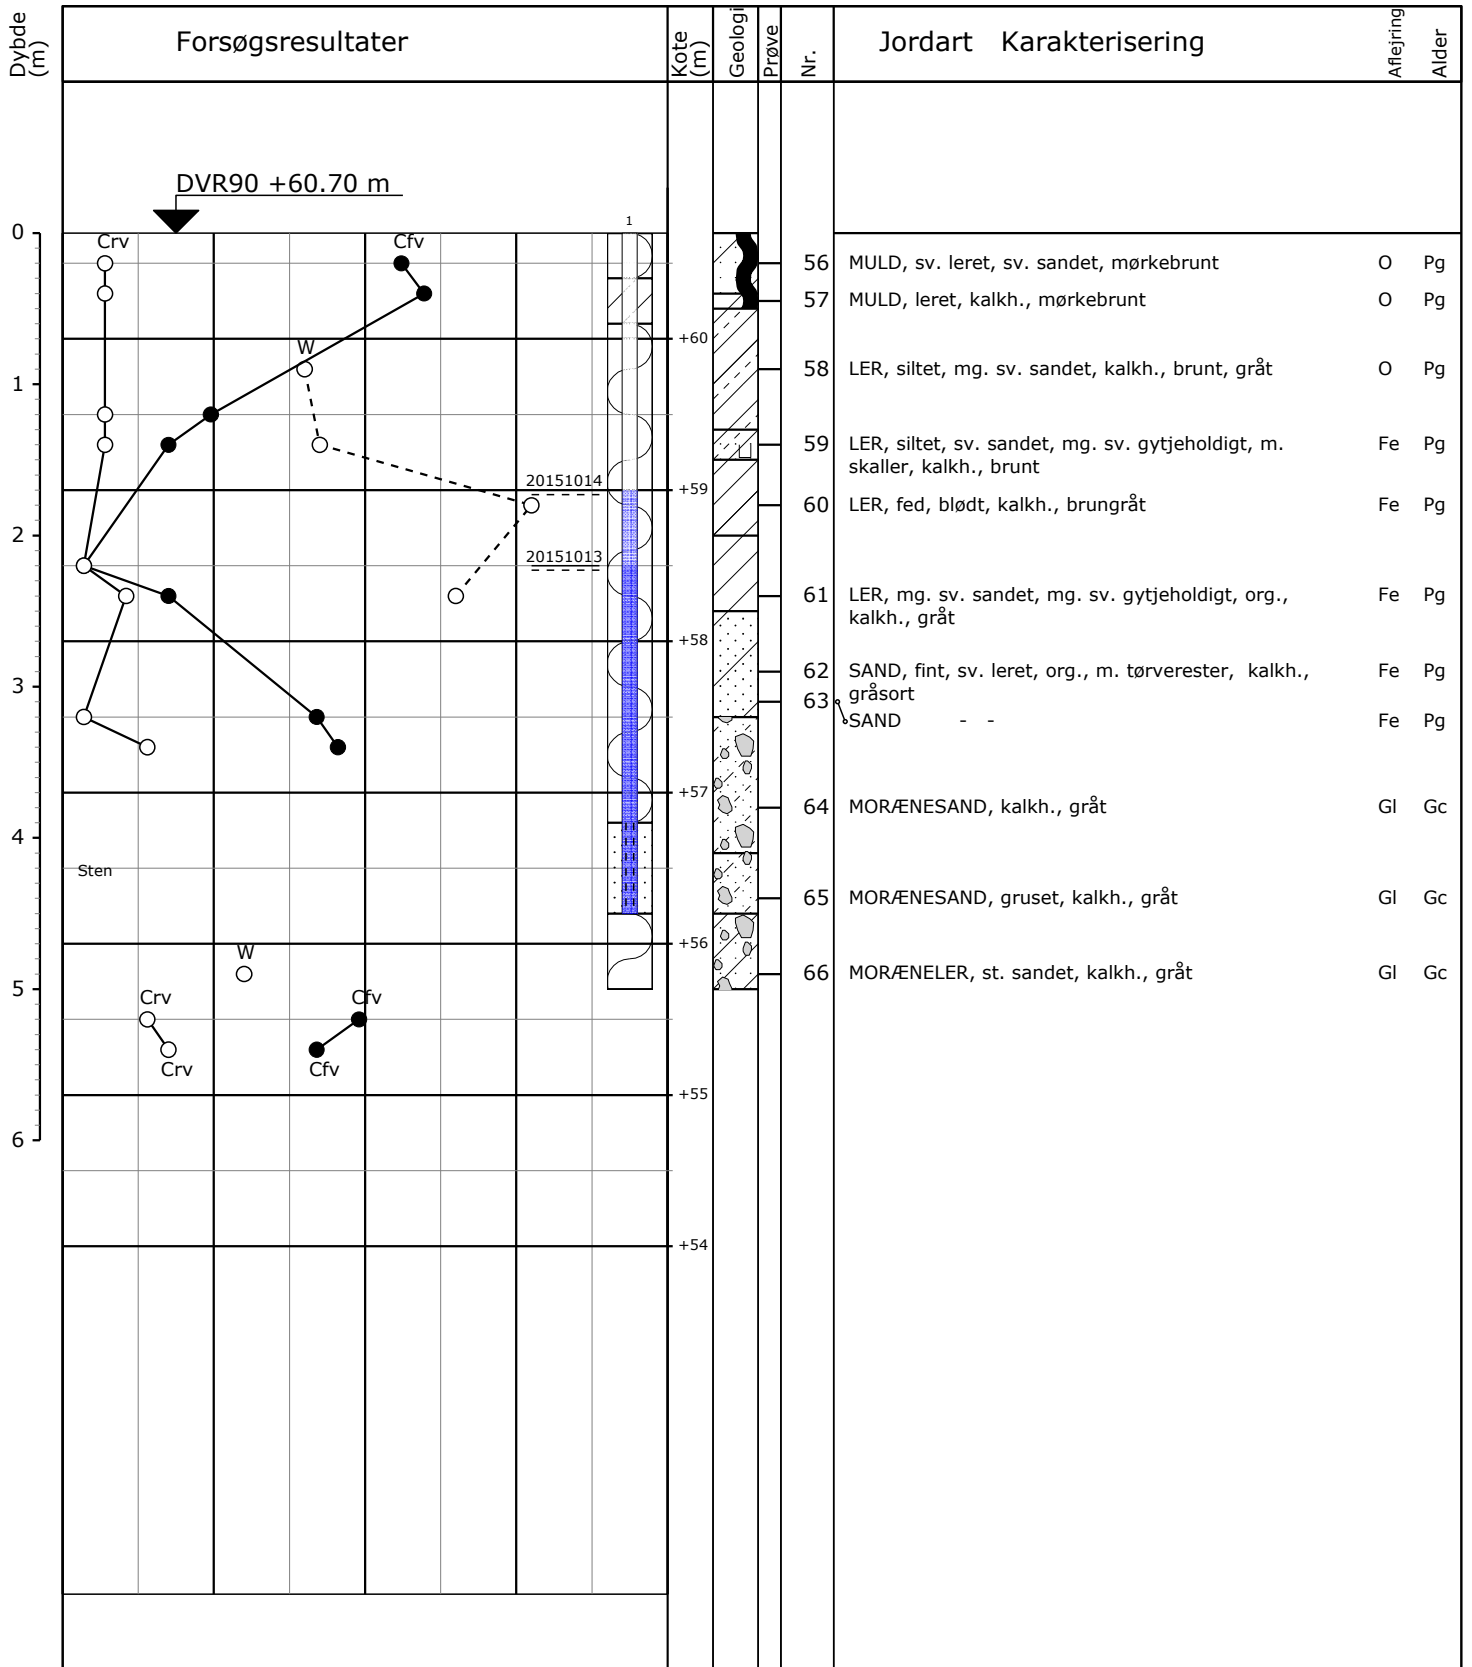 Dybde (m)
Forsøgsresultater
Kote (m)
Geologi
Prøve
Nr.
Jordart Karakterisering
Aflejring
Alder
DVR90 +60.70 m
0
Crv
Cfv
1
56 MULD, sv. leret, sv. sandet, mørkebrunt O Pg
57 MULD, leret, kalkh., mørkebrunt O Pg
+60
W
58 LER, siltet, mg. sv. sandet, kalkh., brunt, gråt O Pg
1
59 LER, siltet, sv. sandet, mg. sv. gytjeholdigt, m. Fe Pg
skaller, kalkh., brunt
20151014
+59
60 LER, fed, blødt, kalkh., brungråt Fe Pg
2
20151013
61 LER, mg. sv. sandet, mg. sv. gytjeholdigt, org., Fe Pg
kalkh., gråt
+58
62 SAND, fint, sv. leret, org., m. tørverester, kalkh., Fe Pg
gråsort
3
63
SAND - - Fe Pg
+57
64 MORÆNESAND, kalkh., gråt Gl Gc
4
Sten
65 MORÆNESAND, gruset, kalkh., gråt Gl Gc
+56
W
66 MORÆNELER, st. sandet, kalkh., gråt Gl Gc
5
Crv
Cfv
Crv
Cfv
+55
6
+54